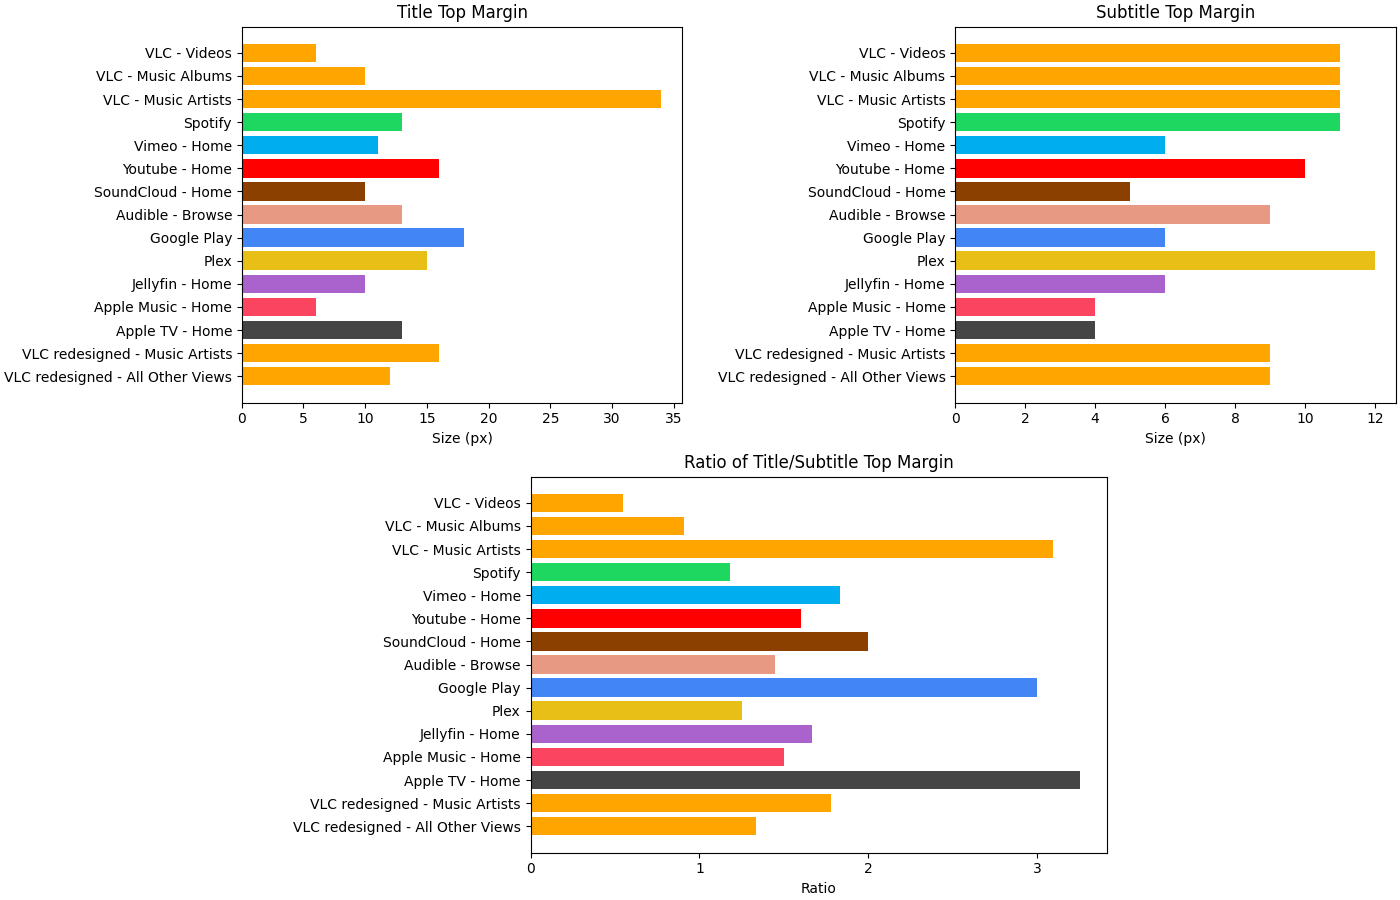 Title Top Margin
VLC - Videos
VLC - Music Albums
VLC - Music Artists
Spotify
Vimeo - Home
Youtube - Home
SoundCloud - Home
Audible - Browse
Google Play
Plex
Jellyfin - Home
Apple Music - Home
Apple TV - Home
VLC redesigned - Music Artists
VLC redesigned - All Other Views
0 5 10 15 20 25 30 35
Size (px)
Subtitle Top Margin
VLC - Videos
VLC - Music Albums
VLC - Music Artists
Spotify
Vimeo - Home
Youtube - Home
SoundCloud - Home
Audible - Browse
Google Play
Plex
Jellyfin - Home
Apple Music - Home
Apple TV - Home
VLC redesigned - Music Artists
VLC redesigned - All Other Views
0 2 4 6 8 10 12
Size (px)
Ratio of Title/Subtitle Top Margin
VLC - Videos
VLC - Music Albums
VLC - Music Artists
Spotify
Vimeo - Home
Youtube - Home
SoundCloud - Home
Audible - Browse
Google Play
Plex
Jellyfin - Home
Apple Music - Home
Apple TV - Home
VLC redesigned - Music Artists
VLC redesigned - All Other Views
0 1 2 3
Ratio